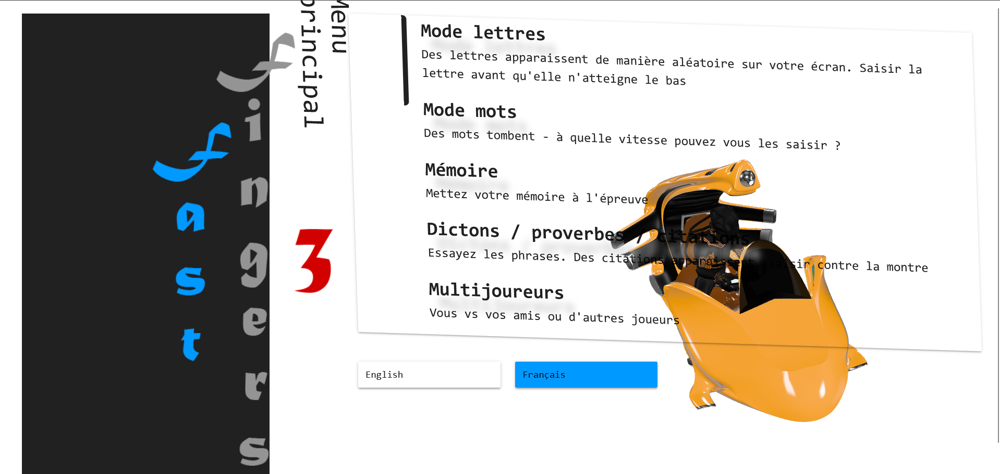 fast
fingers
3
Menu
principal
Mode lettres
Des lettres apparaissent de manière aléatoire sur votre écran. Saisir la
lettre avant qu'elle n'atteigne le bas
Mode mots
Des mots tombent - à quelle vitesse pouvez vous les saisir ?
Mémoire
Mettez votre mémoire à l'épreuve
Dictons / proverbes / citations
Essayez les phrases. Des citations apparaissent, saisir contre la montre
Multijoureurs
Vous vs vos amis ou d'autres joueurs
English
Français